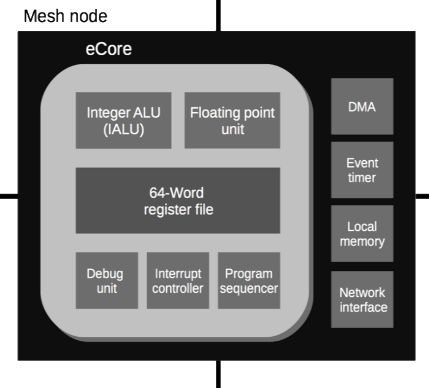 Mesh node
eCore
Integer ALU
(IALU)
Floating point
unit
64-Word
register file
Debug
unit
Interrupt
controller
Program
sequencer
DMA
Event
timer
Local
memory
Network
interface